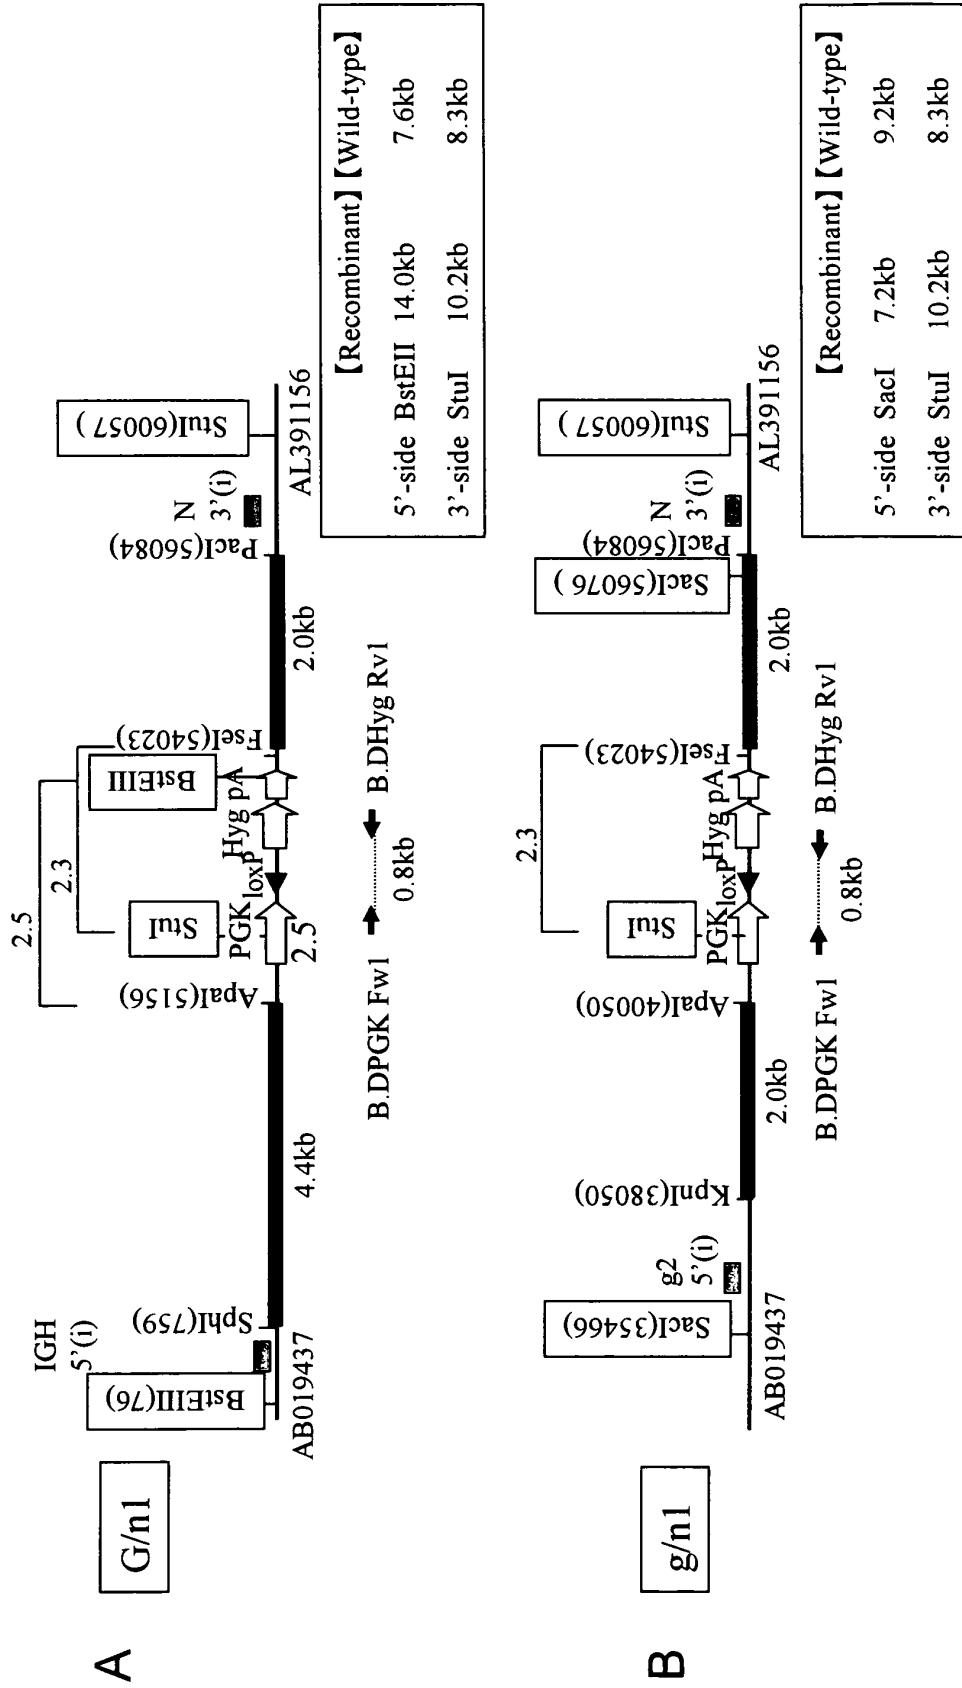 A
G/n1
IGH
5'(i)
BstEIII(76)
AB019437
SphI(759)
4.4kb
ApaI(5156)
2.5
2.3
StuI
PGK
loxP
Hyg pA
2.5
BstEIII
FseI(54023)
2.0kb
PacI(56084)
N
3'(i)
StuI(60057)
AL391156
B.DPGK Fw1
0.8kb
B.DHyg Rv1
【Recombinant】【Wild-type】
5'-side BstEII 14.0kb 7.6kb
3'-side StuI 10.2kb 8.3kb
B
g/n1
SacI(35466)
AB019437
g2
5'(i)
KpnI(38050)
2.0kb
ApaI(40050)
2.3
StuI
PGK
loxP
Hyg pA
FseI(54023)
2.0kb
SacI(56076)
PacI(56084)
N
3'(i)
StuI(60057)
AL391156
B.DPGK Fw1
0.8kb
B.DHyg Rv1
【Recombinant】【Wild-type】
5'-side SacI 7.2kb 9.2kb
3'-side StuI 10.2kb 8.3kb